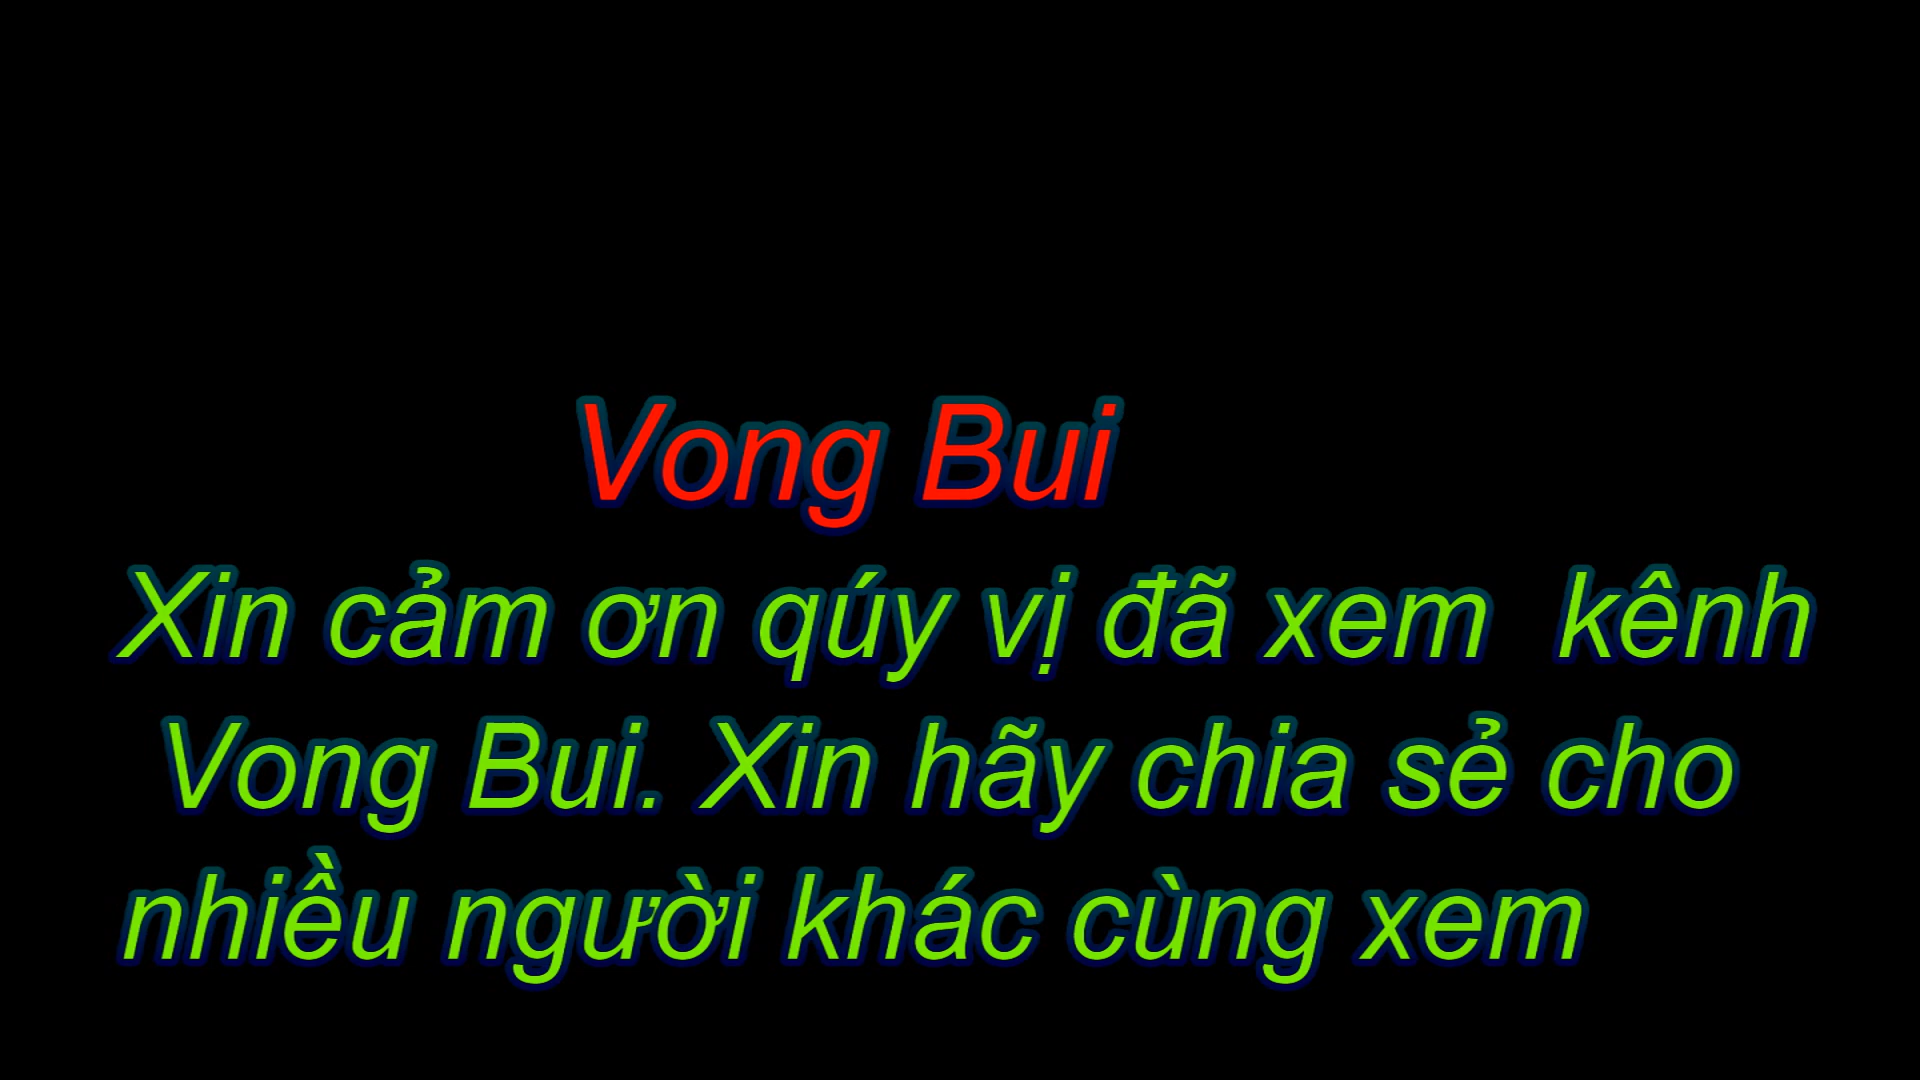 Vong Bui
Xin cảm ơn qúy vị đã xem  kênh
Vong Bui. Xin hãy chia sẻ cho
nhiều người khác cùng xem